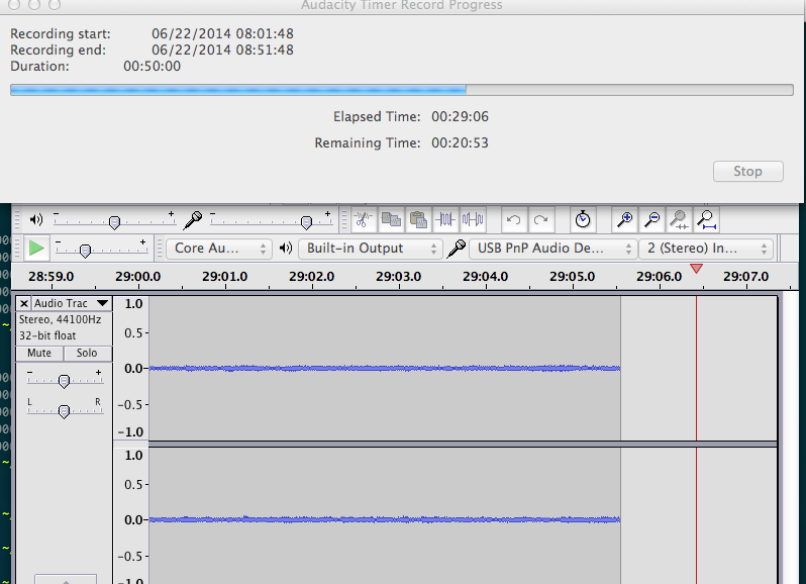 Audacity Timer Record Progress
Recording start: 06/22/2014 08:01:48
Recording end: 06/22/2014 08:51:48
Duration: 00:50:00
Elapsed Time: 00:29:06
Remaining Time: 00:20:53
Stop
- + - +
- + Core Au... Built-in Output USB PnP Audio De... 2 (Stereo) In...
28:59.0 29:00.0 29:01.0 29:02.0 29:03.0 29:04.0 29:05.0 29:06.0 29:07.0
× Audio Trac 1.0
Stereo, 44100Hz
32-bit float 0.5-
Mute Solo
- + 0.0-
L R -0.5-
-1.0
1.0
0.5-
0.0-
-0.5-
-1.0